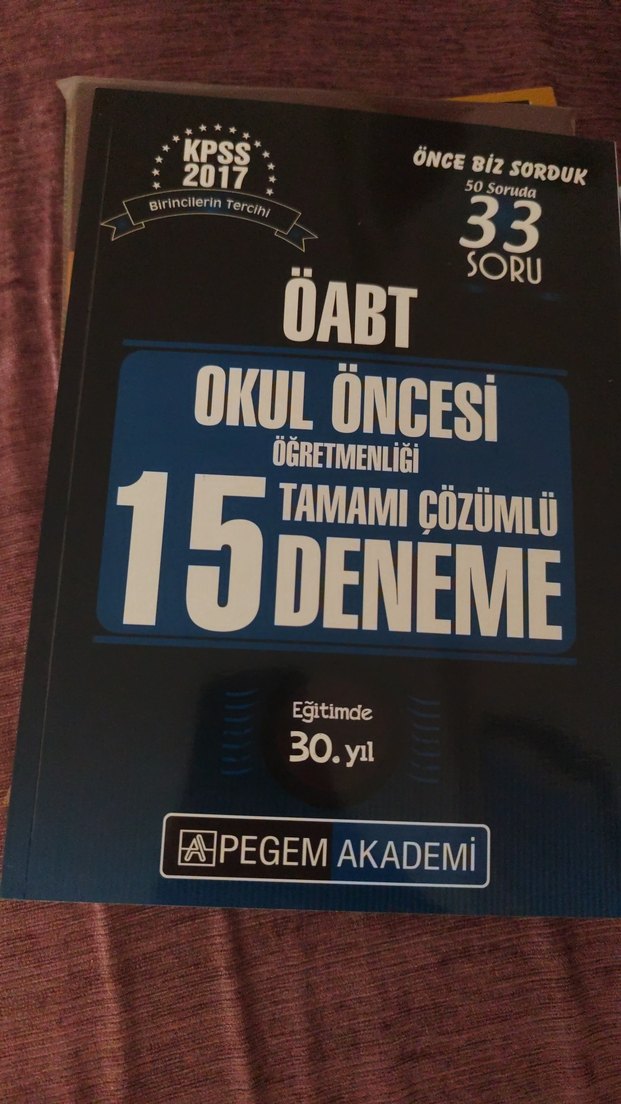 KPSS
2017
Birincilerin Tercihi
ÖNCE BİZ SORDUK
50 Soruda
33
SORU
ÖABT
OKUL ÖNCESİ
ÖĞRETMENLİĞİ
15 TAMAMI ÇÖZÜMLÜ
DENEME
Eğitimde
30. yıl
PEGEM AKADEMİ